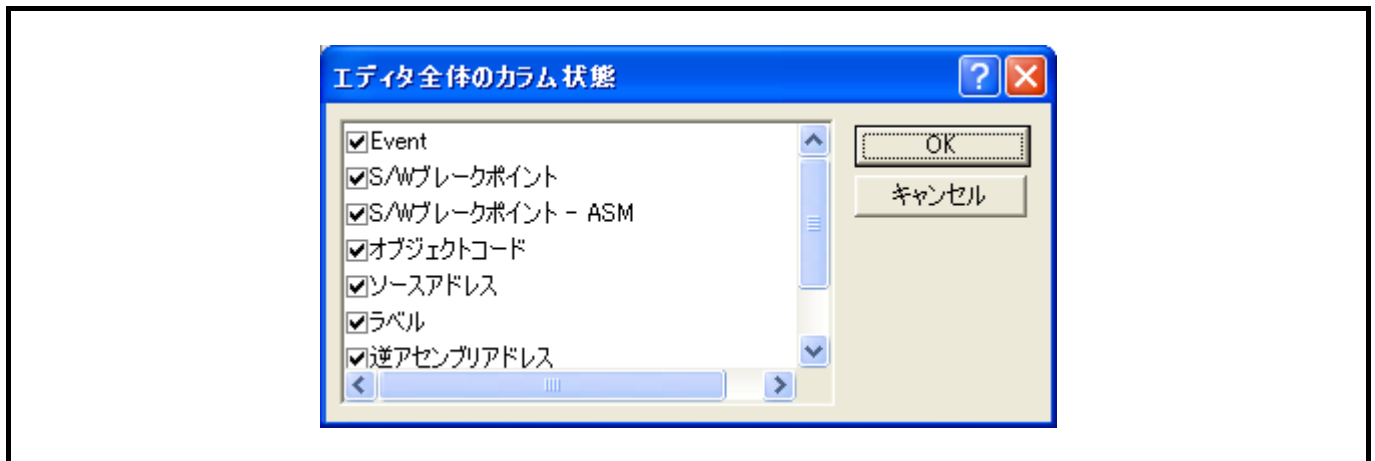 エディタ全体のカラム状態
Event
S/Wブレークポイント
S/Wブレークポイント - ASM
オブジェクトコード
ソースアドレス
ラベル
逆アセンブリアドレス
OK
キャンセル